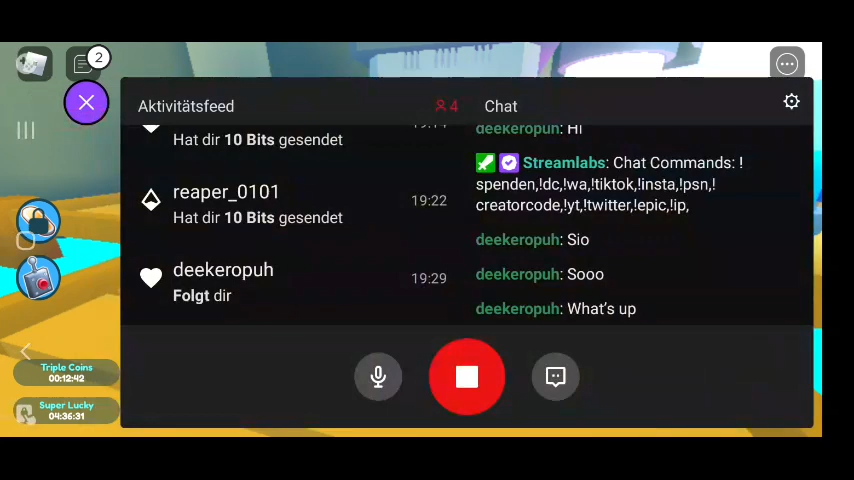 2
Aktivitätsfeed
4
Chat
Hat dir 10 Bits gesendet
19:14
reaper_0101
Hat dir 10 Bits gesendet
19:22
deekeropuh
Folgt dir
19:29
deekeropuh: Hi
Streamlabs: Chat Commands: !
spenden,!dc,!wa,!tiktok,!insta,!psn,!
creatorcode,!yt,!twitter,!epic,!ip,
deekeropuh: Sio
deekeropuh: Sooo
deekeropuh: What's up
Triple Coins
00:12:42
Super Lucky
04:36:31